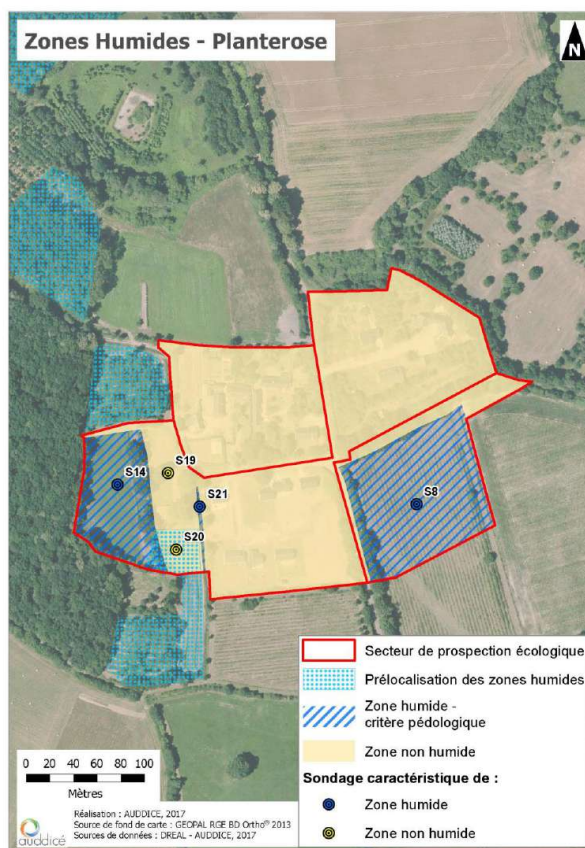 Zones Humides - Planterose
N
S14
S19
S21
S8
S20
Secteur de prospection écologique
Prélocalisation des zones humides
Zone humide -
critère pédologique
Zone non humide
Sondage caractéristique de :
Zone humide
Zone non humide
0 20 40 60 80 100
Mètres
Réalisation : AUDDICE, 2017
Source de fond de carte : GEOPAL RGE BD Ortho® 2013
Sources de données : DREAL - AUDDICE, 2017
auddicé